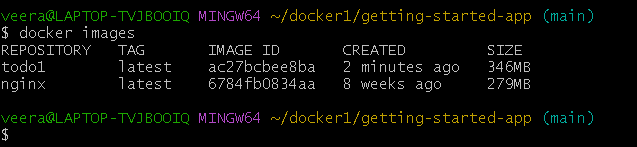 veera@LAPTOP-TVJBOOIQ MINGW64 ~/docker1/getting-started-app (main)
$ docker images
REPOSITORY   TAG       IMAGE ID       CREATED         SIZE
todo1        latest    ac27bcbee8ba   2 minutes ago   346MB
nginx        latest    6784fb0834aa   8 weeks ago     279MB
veera@LAPTOP-TVJBOOIQ MINGW64 ~/docker1/getting-started-app (main)
$